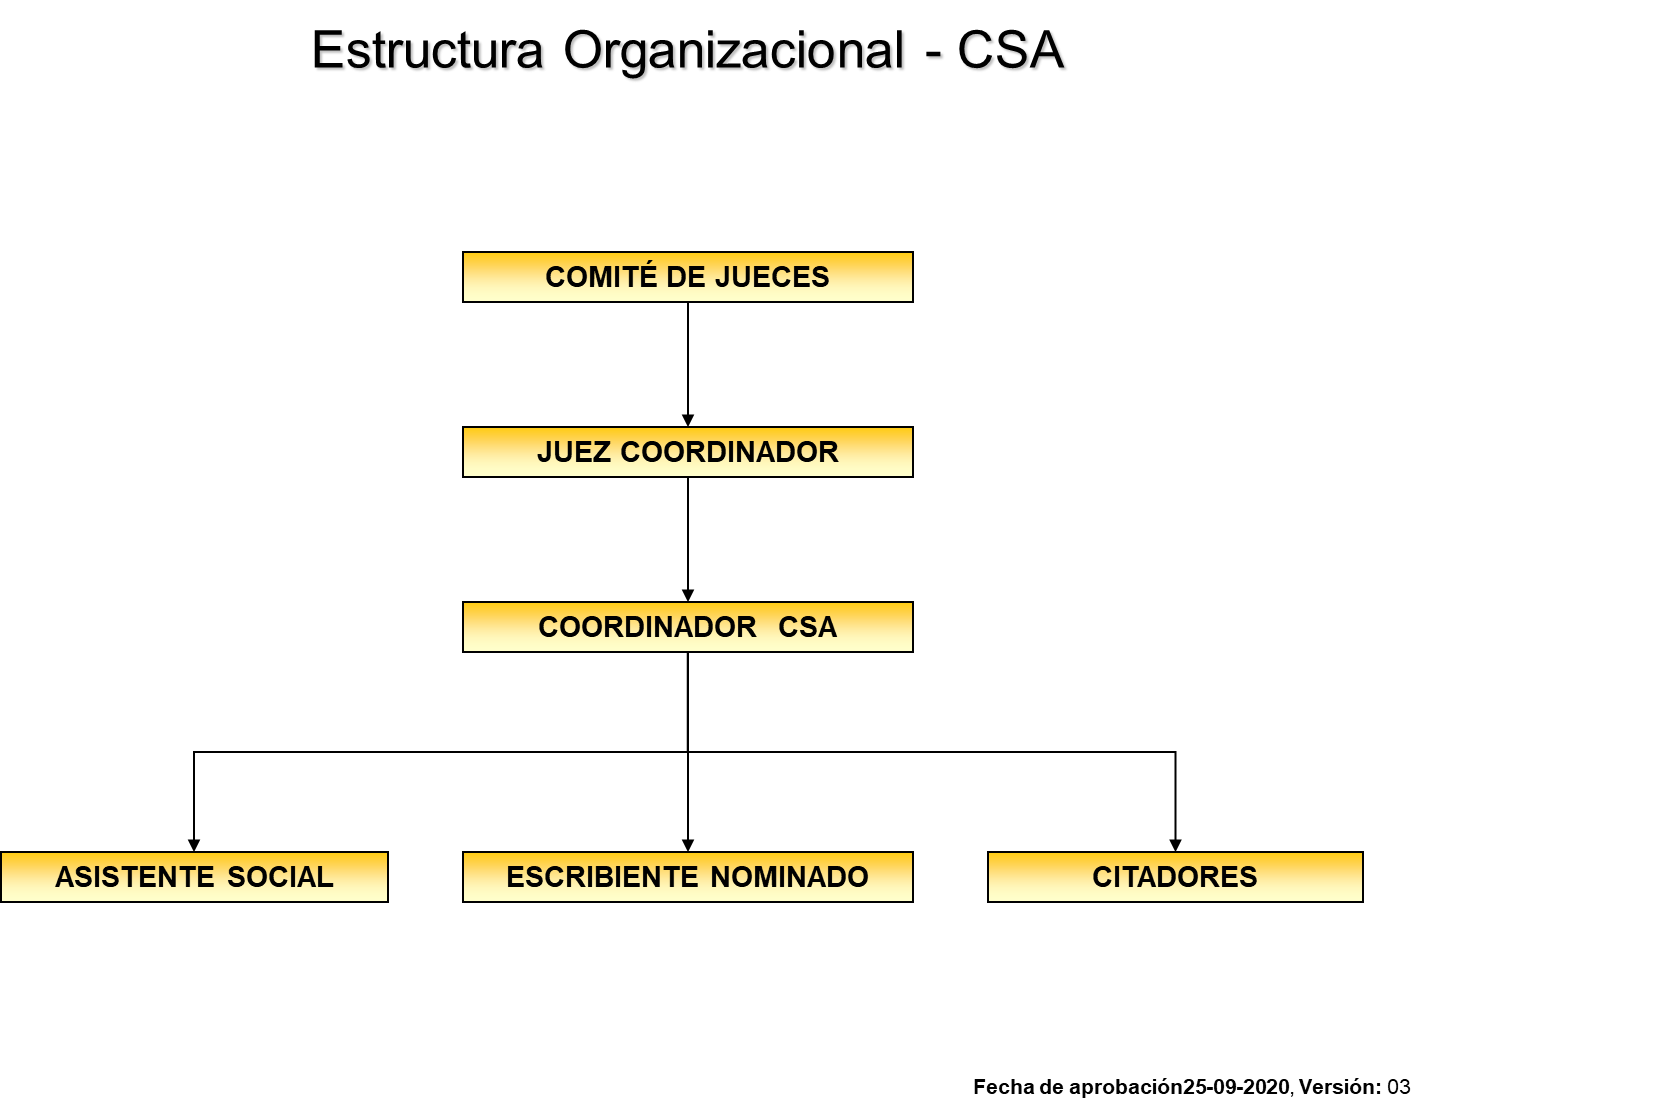 Estructura Organizacional - CSA
COMITÉ DE JUECES
JUEZ COORDINADOR
COORDINADOR CSA
ASISTENTE SOCIAL
ESCRIBIENTE NOMINADO
CITADORES
Fecha de aprobación25-09-2020, Versión: 03